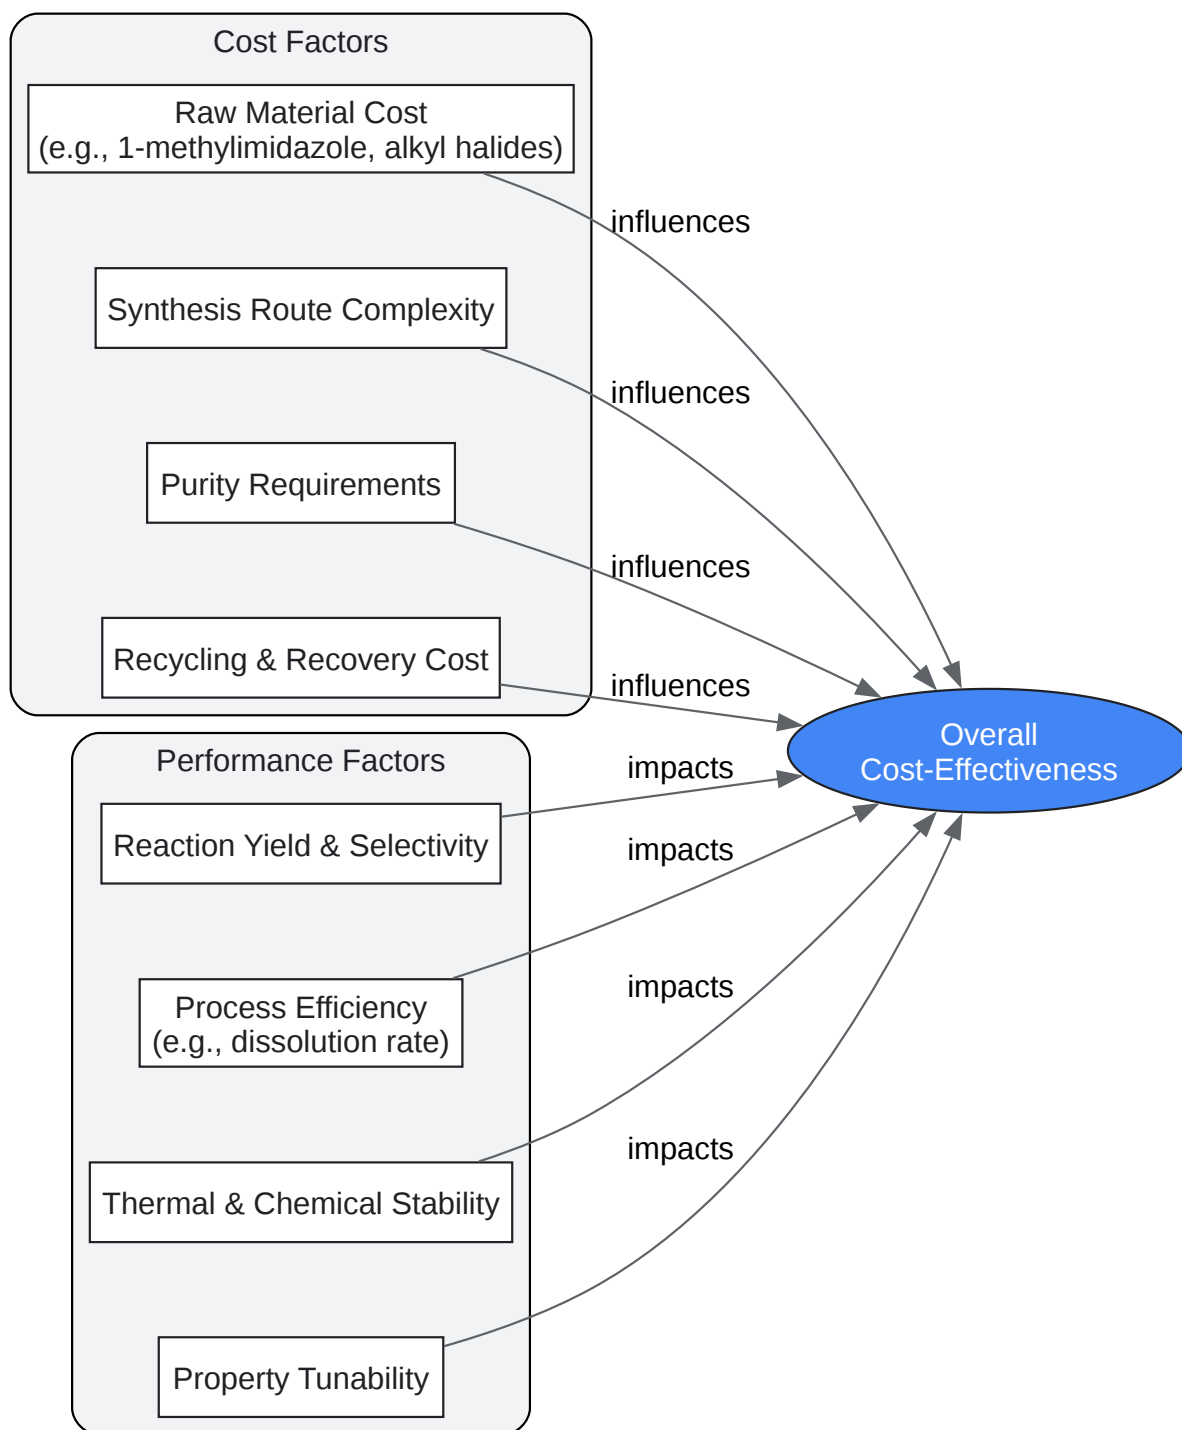 Cost Factors
Raw Material Cost
(e.g., 1-methylimidazole, alkyl halides)
influences
Synthesis Route Complexity
influences
Purity Requirements
influences
Recycling & Recovery Cost
influences
Overall
Cost-Effectiveness
Performance Factors
impacts
Reaction Yield & Selectivity
impacts
Process Efficiency
(e.g., dissolution rate)
impacts
Thermal & Chemical Stability
impacts
Property Tunability